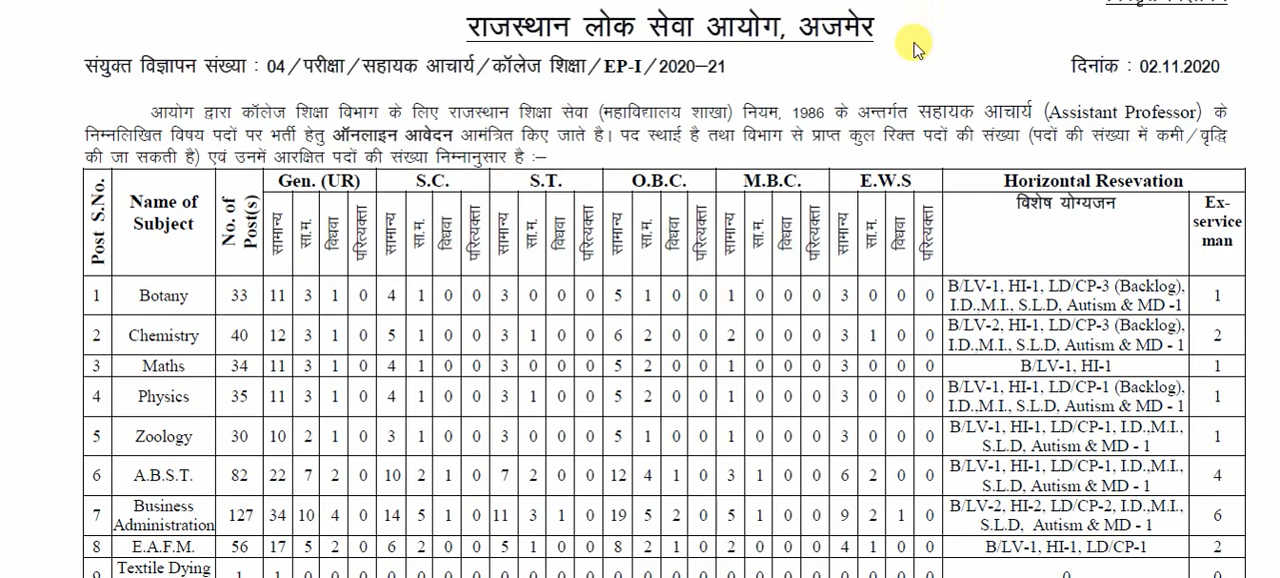 राजस्थान लोक सेवा आयोग, अजमेर
संयुक्त विज्ञापन संख्या : 04/परीक्षा/सहायक आचार्य/कॉलेज शिक्षा/EP-I/2020-21 दिनांक : 02.11.2020
आयोग द्वारा कॉलेज शिक्षा विभाग के लिए राजस्थान शिक्षा सेवा (महाविद्यालय शाखा) नियम, 1986 के अन्तर्गत सहायक आचार्य (Assistant Professor) के
निम्नलिखित विषय पदों पर भर्ती हेतु ऑनलाइन आवेदन आमंत्रित किए जाते है। पद स्थाई है तथा विभाग से प्राप्त कुल रिक्त पदों की संख्या (पदों की संख्या में कमी/वृद्धि
की जा सकती है) एवं उनमें आरक्षित पदों की संख्या निम्नानुसार है :–
Post S.No. Name of Subject No. of Post(s) Gen. (UR) S.C. S.T. O.B.C. M.B.C. E.W.S Horizontal Resevation
सामान्य सा.म. विधवा परित्यक्ता सामान्य सा.म. विधवा परित्यक्ता सामान्य सा.म. विधवा परित्यक्ता सामान्य सा.म. विधवा परित्यक्ता सामान्य सा.म. विधवा परित्यक्ता सामान्य सा.म. विधवा परित्यक्ता विशेष योग्यजन Ex-service man
1 Botany 33 11 3 1 0 4 1 0 0 3 0 0 0 5 1 0 0 1 0 0 0 3 0 0 0 B/LV-1, HI-1, LD/CP-3 (Backlog), I.D.,M.I., S.L.D, Autism & MD -1 1
2 Chemistry 40 12 3 1 0 5 1 0 0 3 1 0 0 6 2 0 0 2 0 0 0 3 1 0 0 B/LV-2, HI-1, LD/CP-3 (Backlog), I.D.,M.I., S.L.D, Autism & MD - 1 2
3 Maths 34 11 3 1 0 4 1 0 0 3 0 0 0 5 2 0 0 1 0 0 0 3 0 0 0 B/LV-1, HI-1 1
4 Physics 35 11 3 1 0 4 1 0 0 3 1 0 0 5 2 0 0 1 0 0 0 3 0 0 0 B/LV-1, HI-1, LD/CP-1 (Backlog), I.D.,M.I., S.L.D, Autism & MD - 1 1
5 Zoology 30 10 2 1 0 3 1 0 0 3 0 0 0 5 1 0 0 1 0 0 0 3 0 0 0 B/LV-1, HI-1, LD/CP-1, I.D.,M.I., S.L.D, Autism & MD - 1 1
6 A.B.S.T. 82 22 7 2 0 10 2 1 0 7 2 0 0 12 4 1 0 3 1 0 0 6 2 0 0 B/LV-1, HI-1, LD/CP-1, I.D.,M.I., S.L.D, Autism & MD - 1 4
7 Business Administration 127 34 10 4 0 14 5 1 0 11 3 1 0 19 5 2 0 5 1 0 0 9 2 1 0 B/LV-2, HI-2, LD/CP-2, I.D.,M.I., S.L.D, Autism & MD - 1 6
8 E.A.F.M. 56 17 5 2 0 6 2 0 0 5 1 0 0 8 2 1 0 2 0 0 0 4 1 0 0 B/LV-1, HI-1, LD/CP-1 2
Textile Dying